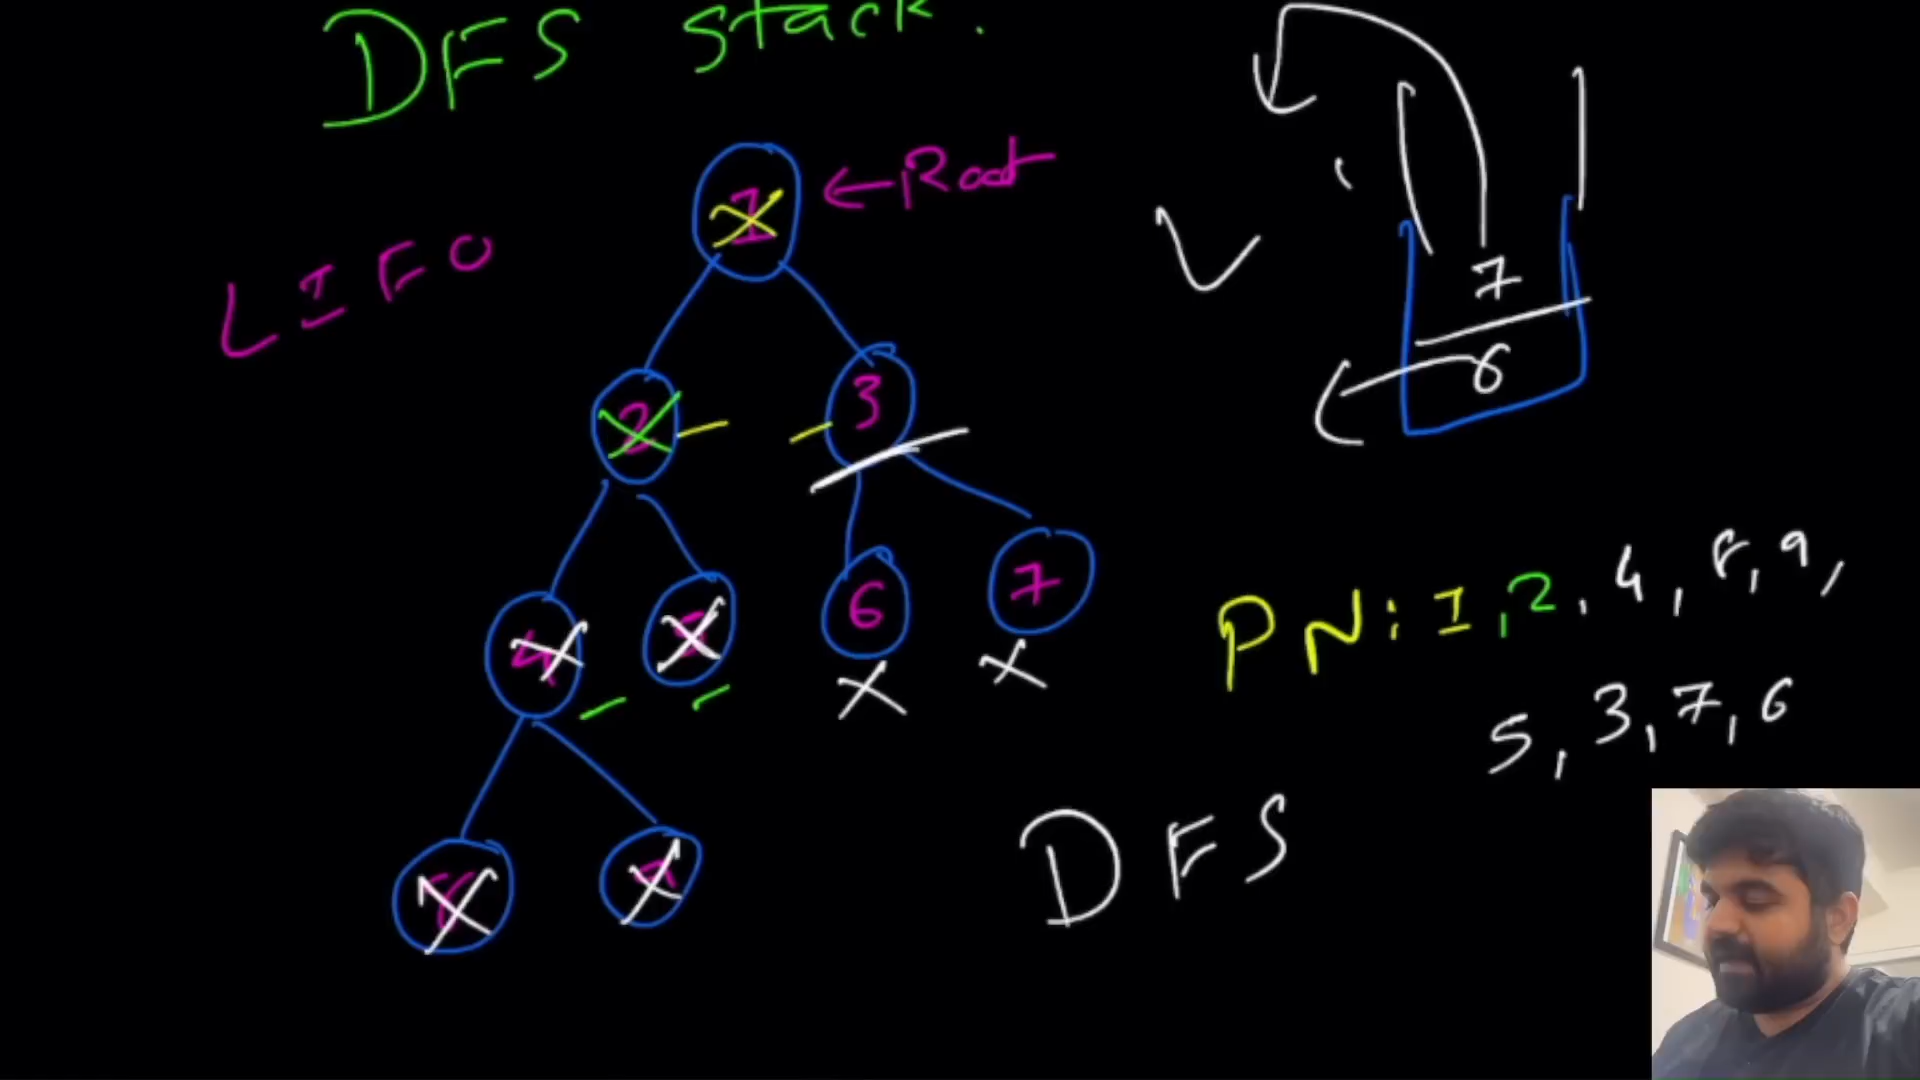 DFS stack.
1 ← Root
LIFO
7
6
2
3
4
6
7
PN: 1, 2, 4, 8, 9,
5, 3, 7, 6
DFS